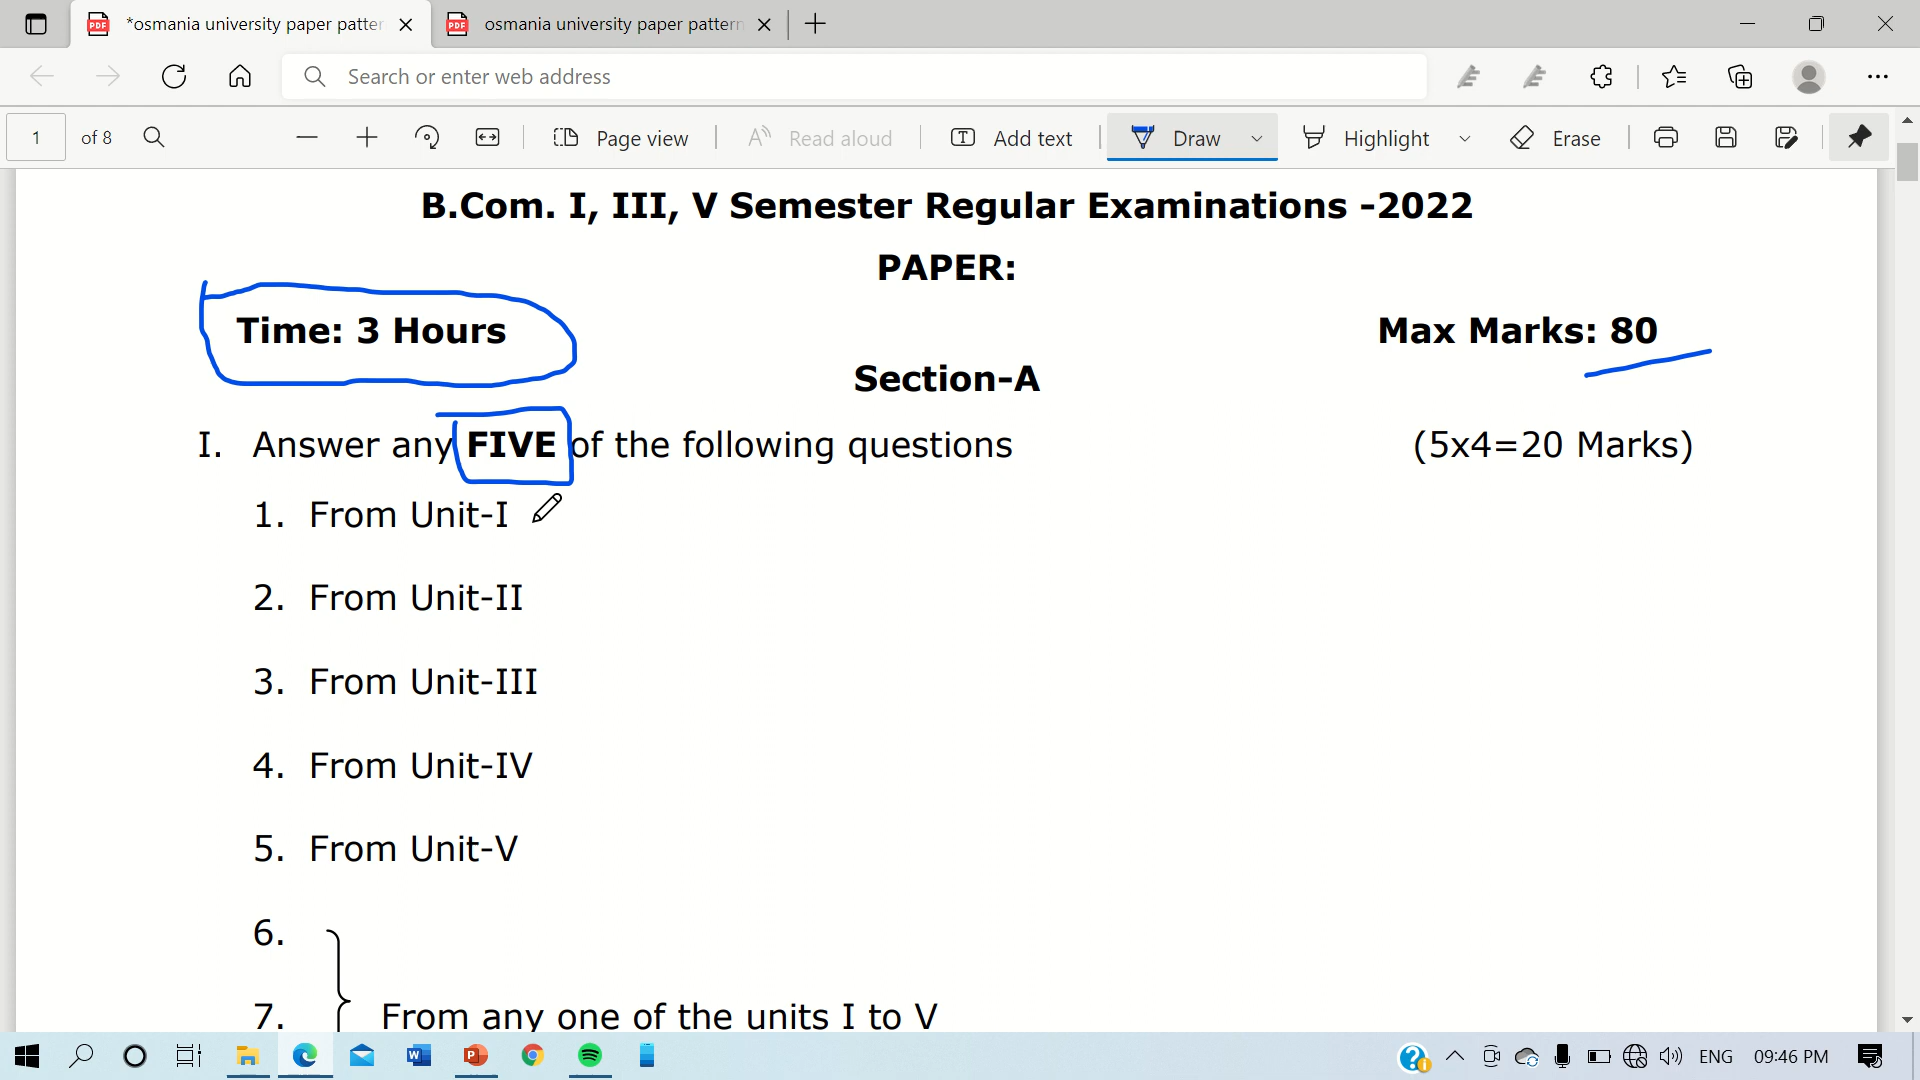 *osmania university paper patter
osmania university paper pattern
Search or enter web address
1 of 8
Page view
Read aloud
Add text
Draw
Highlight
Erase
B.Com. I, III, V Semester Regular Examinations -2022
PAPER:
Time: 3 Hours
Max Marks: 80
Section-A
I. Answer any FIVE of the following questions (5x4=20 Marks)
1. From Unit-I
2. From Unit-II
3. From Unit-III
4. From Unit-IV
5. From Unit-V
6.
7. From any one of the units I to V
ENG 09:46 PM